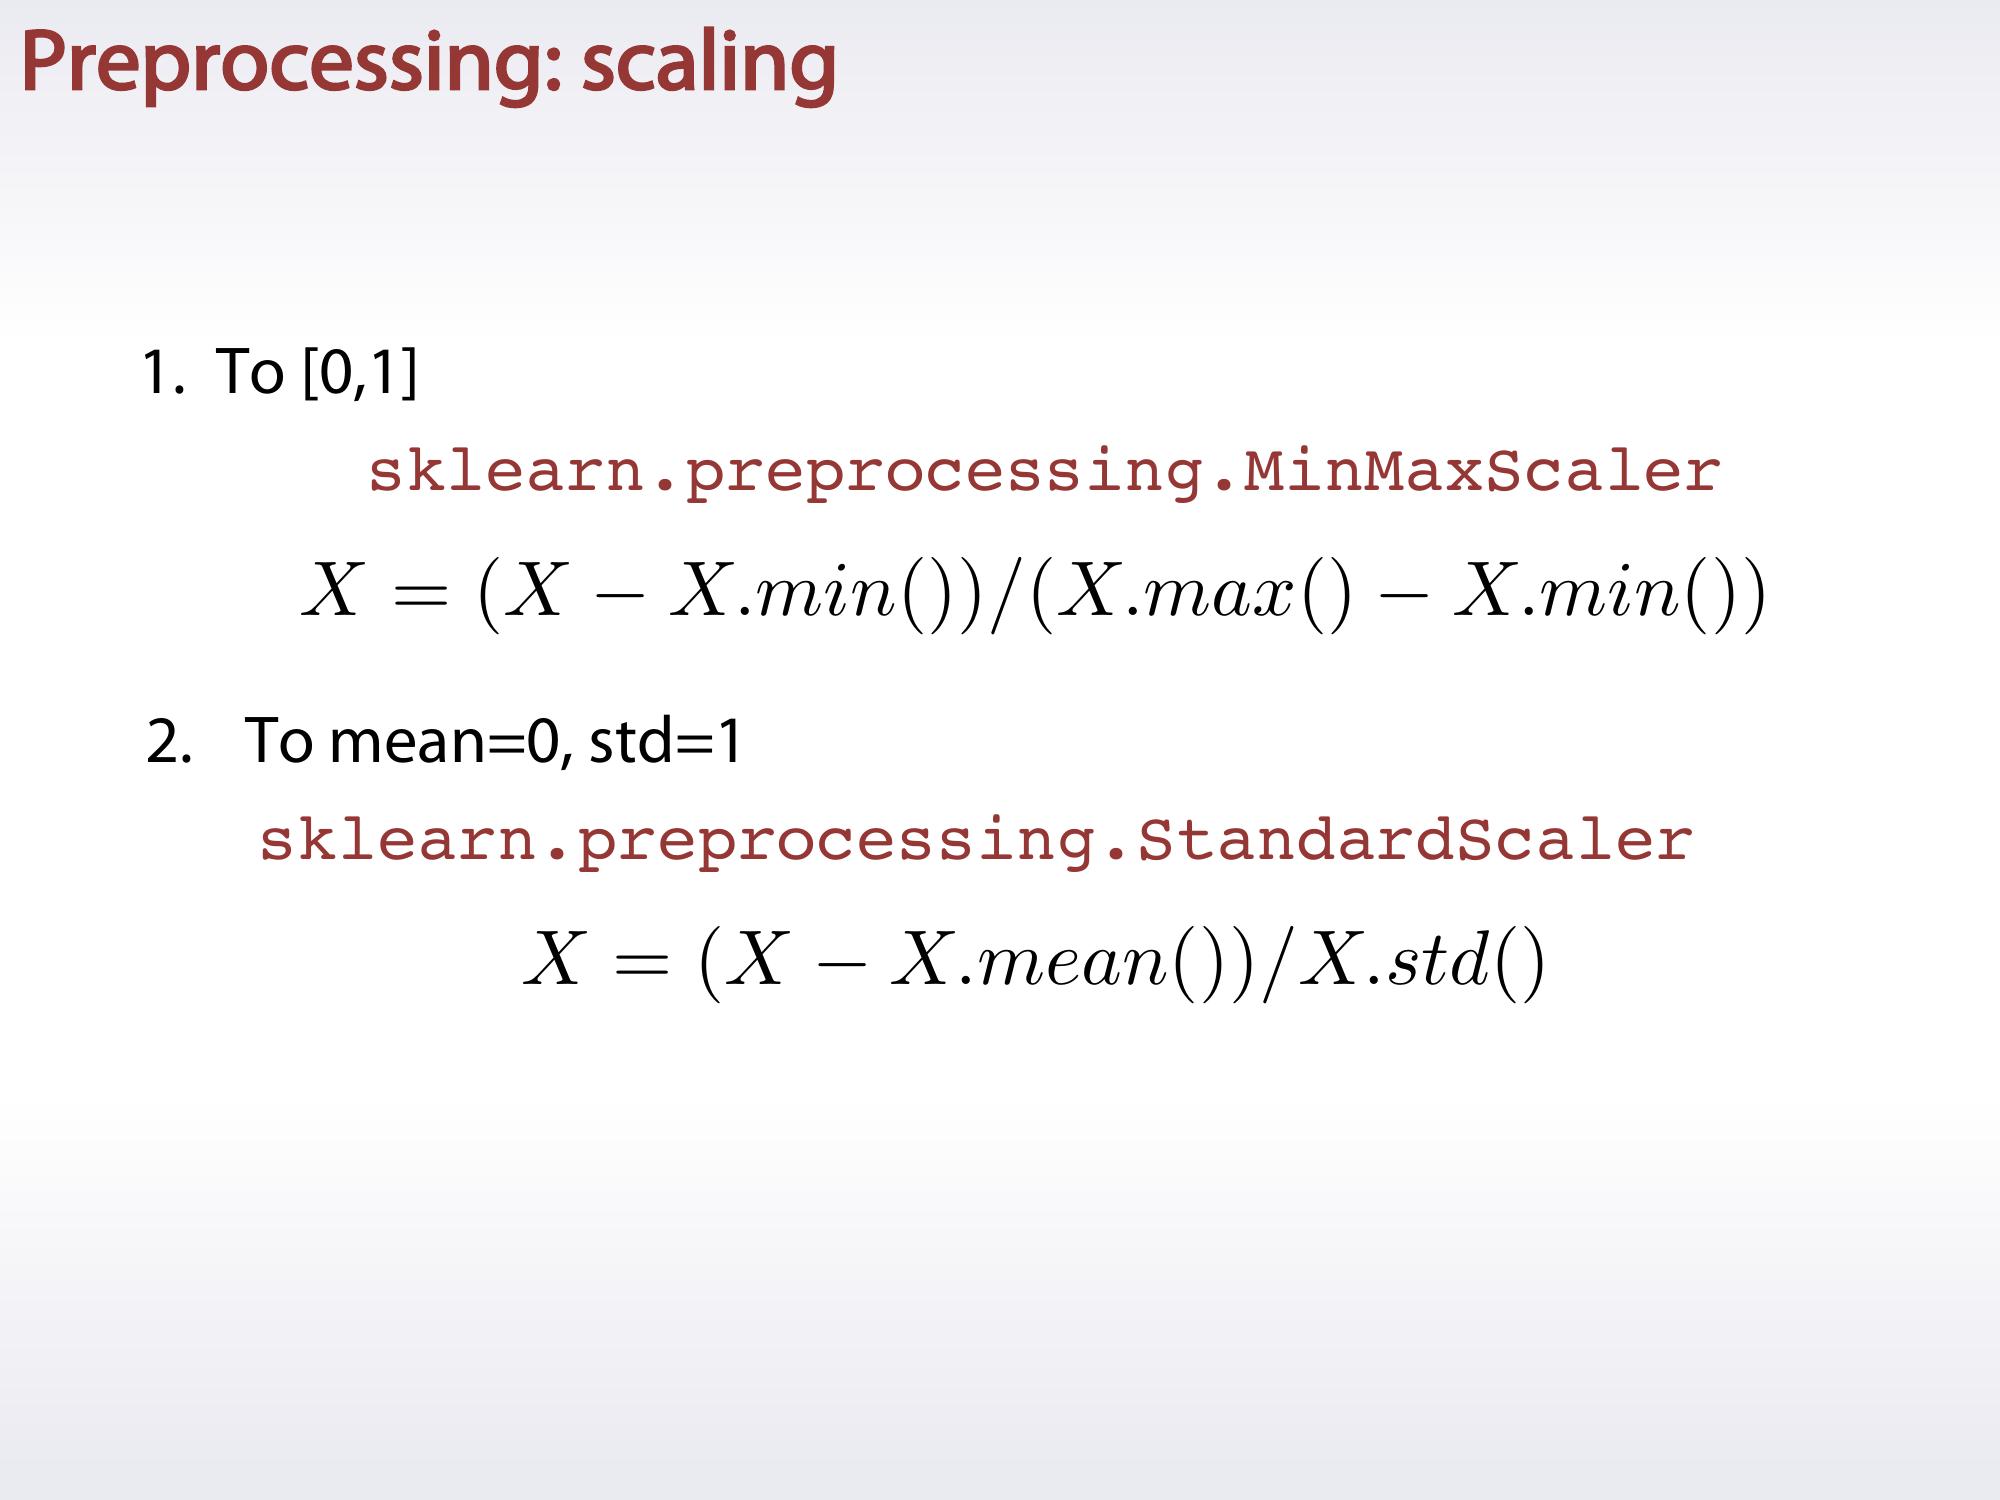 Preprocessing: scaling
1. To [0,1]
sklearn.preprocessing.MinMaxScaler
X = (X − X.min())/(X.max() − X.min())
2. To mean=0, std=1
sklearn.preprocessing.StandardScaler
X = (X − X.mean())/X.std()